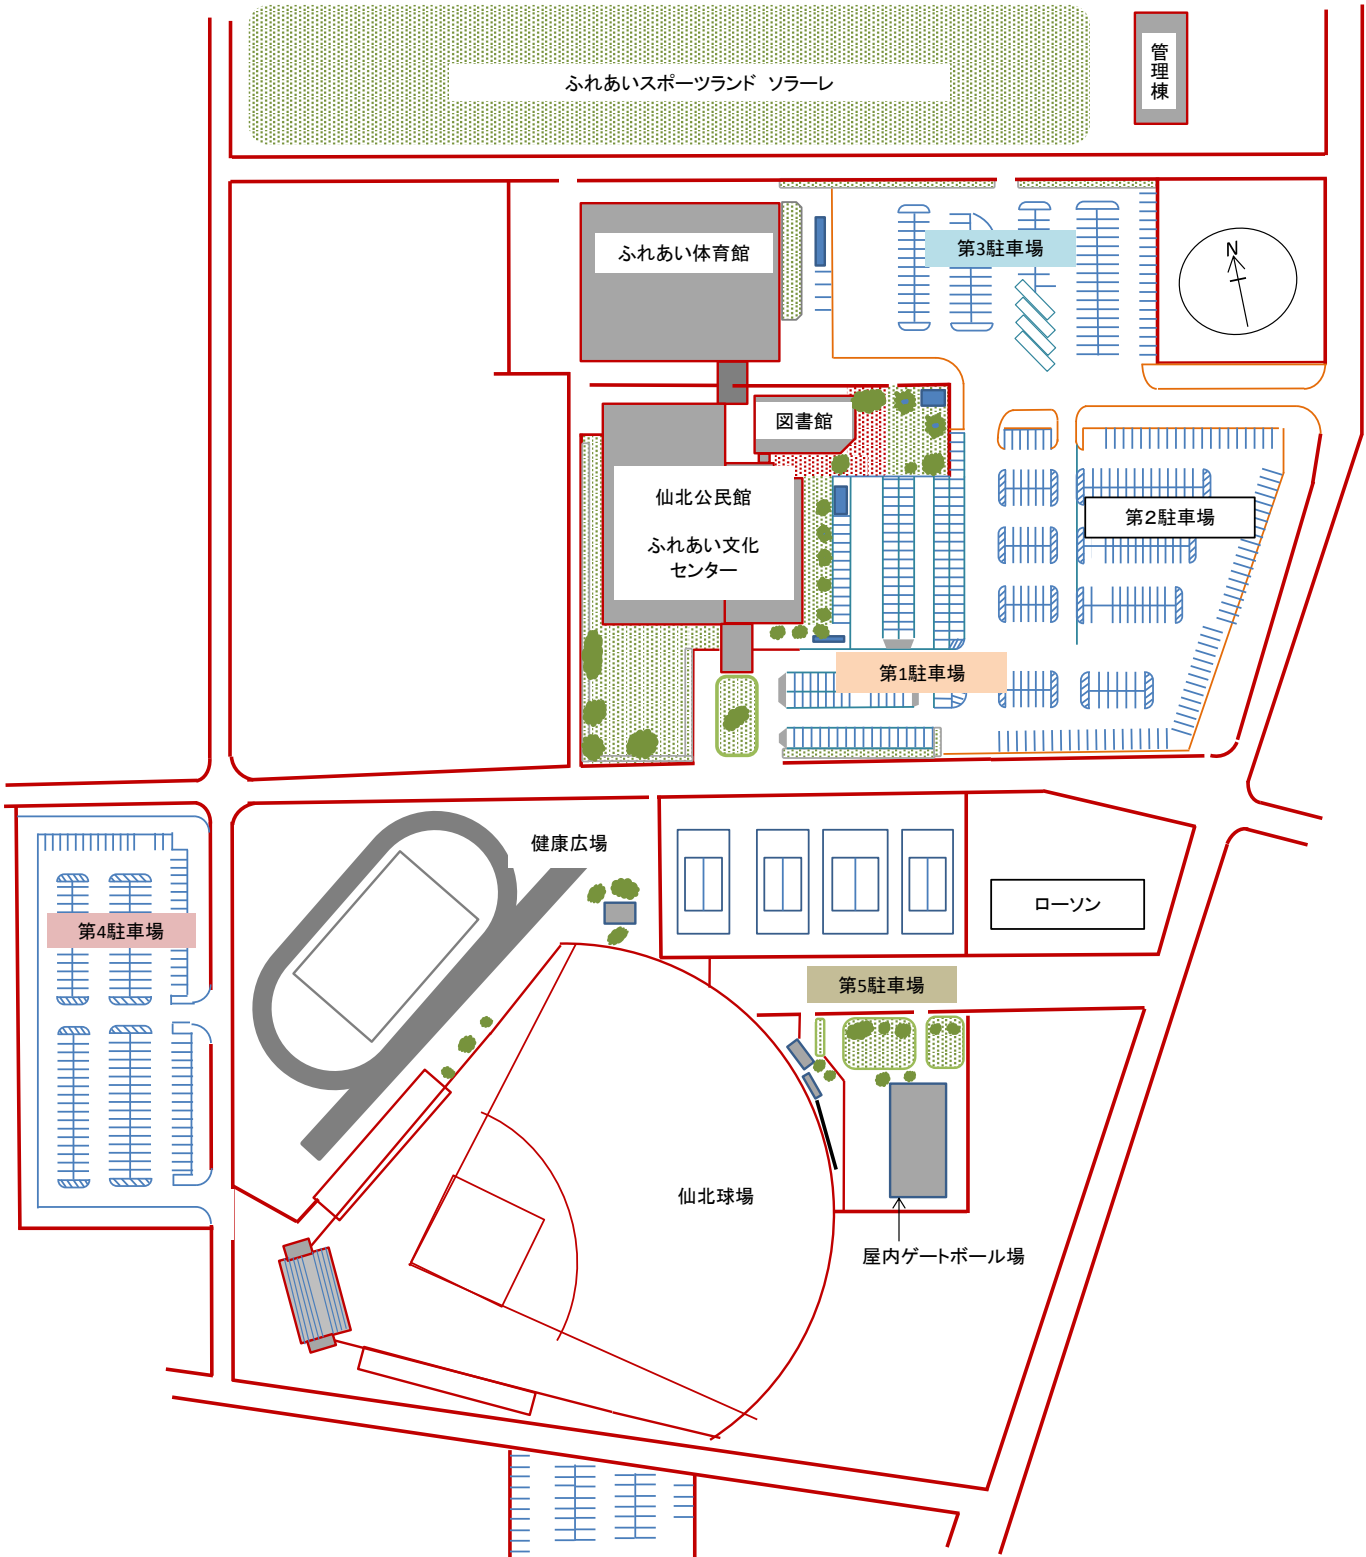 ふれあいスポーツランド ソラーレ
管理棟
ふれあい体育館
第3駐車場
N
図書館
仙北公民館
ふれあい文化
センター
第2駐車場
第1駐車場
健康広場
ローソン
第4駐車場
第5駐車場
仙北球場
屋内ゲートボール場